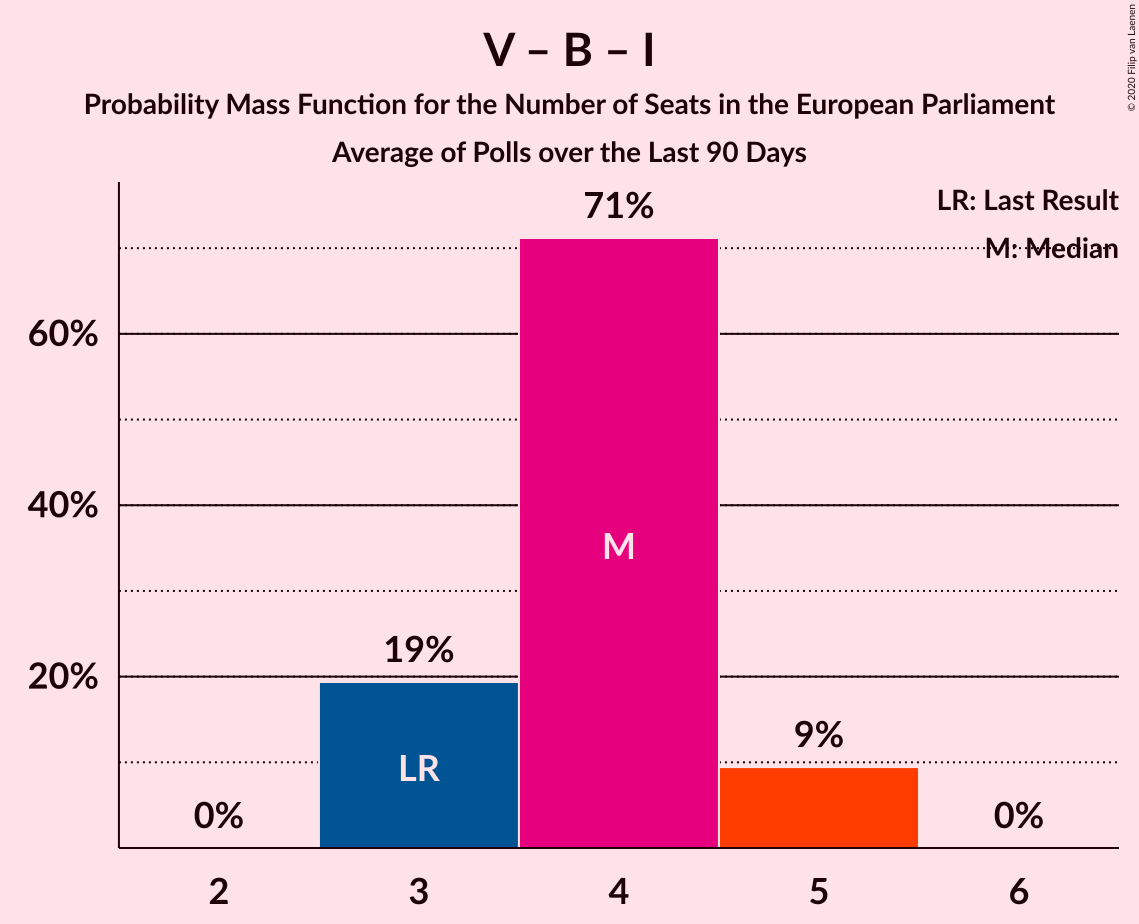 V – B – I
Probability Mass Function for the Number of Seats in the European Parliament
Average of Polls over the Last 90 Days
© 2020 Filip van Laenen
LR: Last Result
M: Median
71%
60%
40%
M
20%
19%
LR
9%
0%
0%
2 3 4 5 6